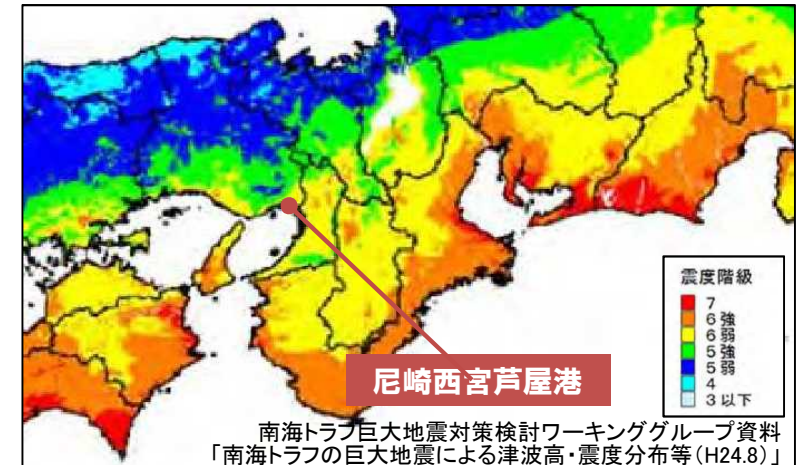 震度階級
7
6強
6弱
5強
5弱
4
3以下
尼崎西宮芦屋港
南海トラフ巨大地震対策検討ワーキンググループ資料
「南海トラフの巨大地震による津波高・震度分布等(H24.8)」